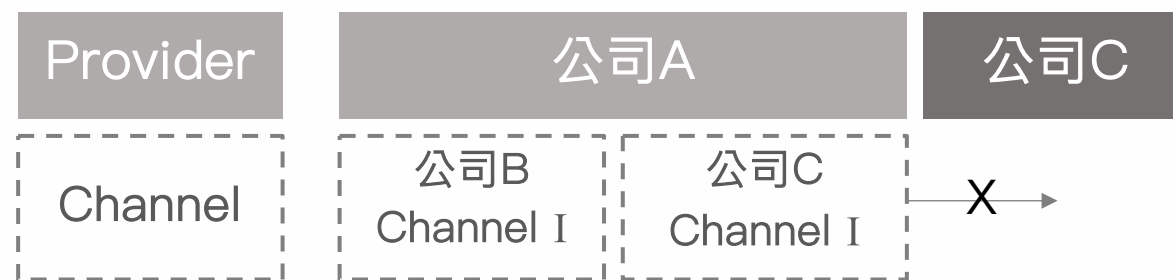 Provider
公司A
公司C
Channel
公司B
Channel I
公司C
Channel I
X